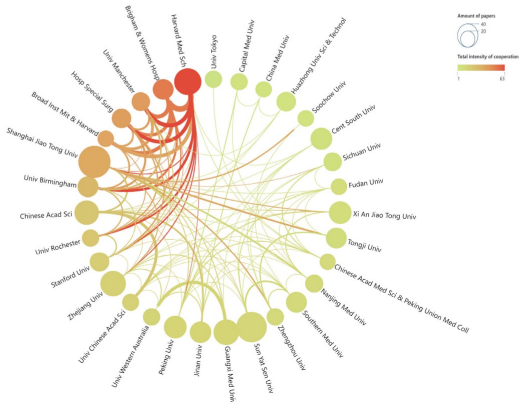 Amount of papers
40
20
Total intensity of cooperation
1
65
Harvard Med Sch
Univ Tokyo
Capital Med Univ
China Med Univ
Huazhong Univ Sci & Technol
Soochow Univ
Cent South Univ
Sichuan Univ
Fudan Univ
Xi An Jiao Tong Univ
Tongji Univ
Chinese Acad Med Sci & Peking Union Med Coll
Nanjing Med Univ
Southern Med Univ
Zhengzhou Univ
Sun Yat Sen Univ
Guangxi Med Univ
Jinan Univ
Peking Univ
Univ Western Australia
Univ Chinese Acad Sci
Zhejiang Univ
Stanford Univ
Univ Rochester
Chinese Acad Sci
Univ Birmingham
Shanghai Jiao Tong Univ
Broad Inst Mit & Harvard
Hosp Special Surg
Univ Manchester
Brigham & Womens Hosp